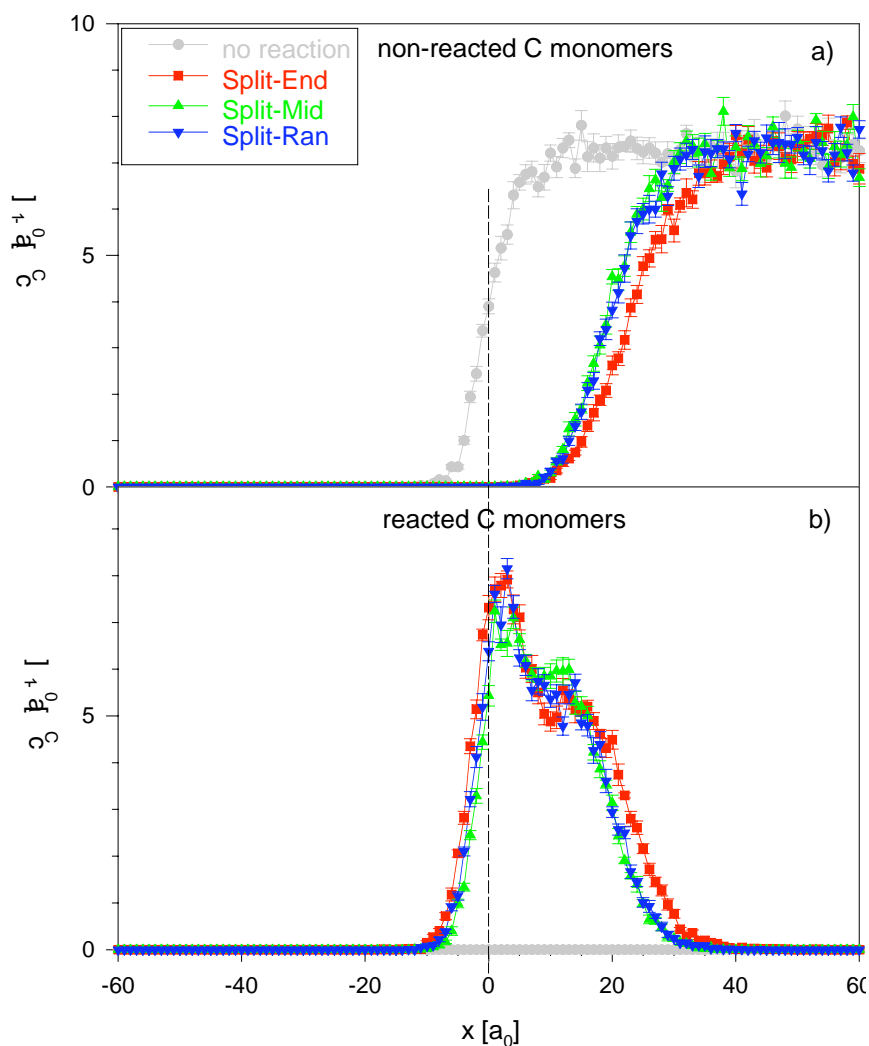 10
no reaction
Split-End
Split-Mid
Split-Ran
non-reacted C monomers
a)
5
0
reacted C monomers
b)
5
0
-60
-40
-20
0
20
40
60
x [a0]